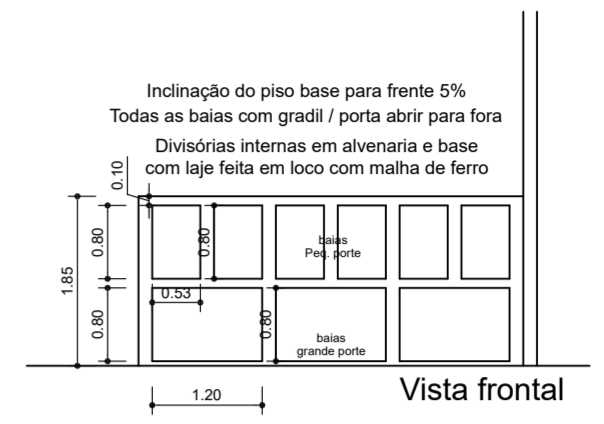 Inclinação do piso base para frente 5%
Todas as baias com gradil / porta abrir para fora
Divisórias internas em alvenaria e base
com laje feita em loco com malha de ferro
0.10
1.85
0.80
0.80
baias
Peq. porte
0.53
0.80
0.80
baias
grande porte
1.20
Vista frontal